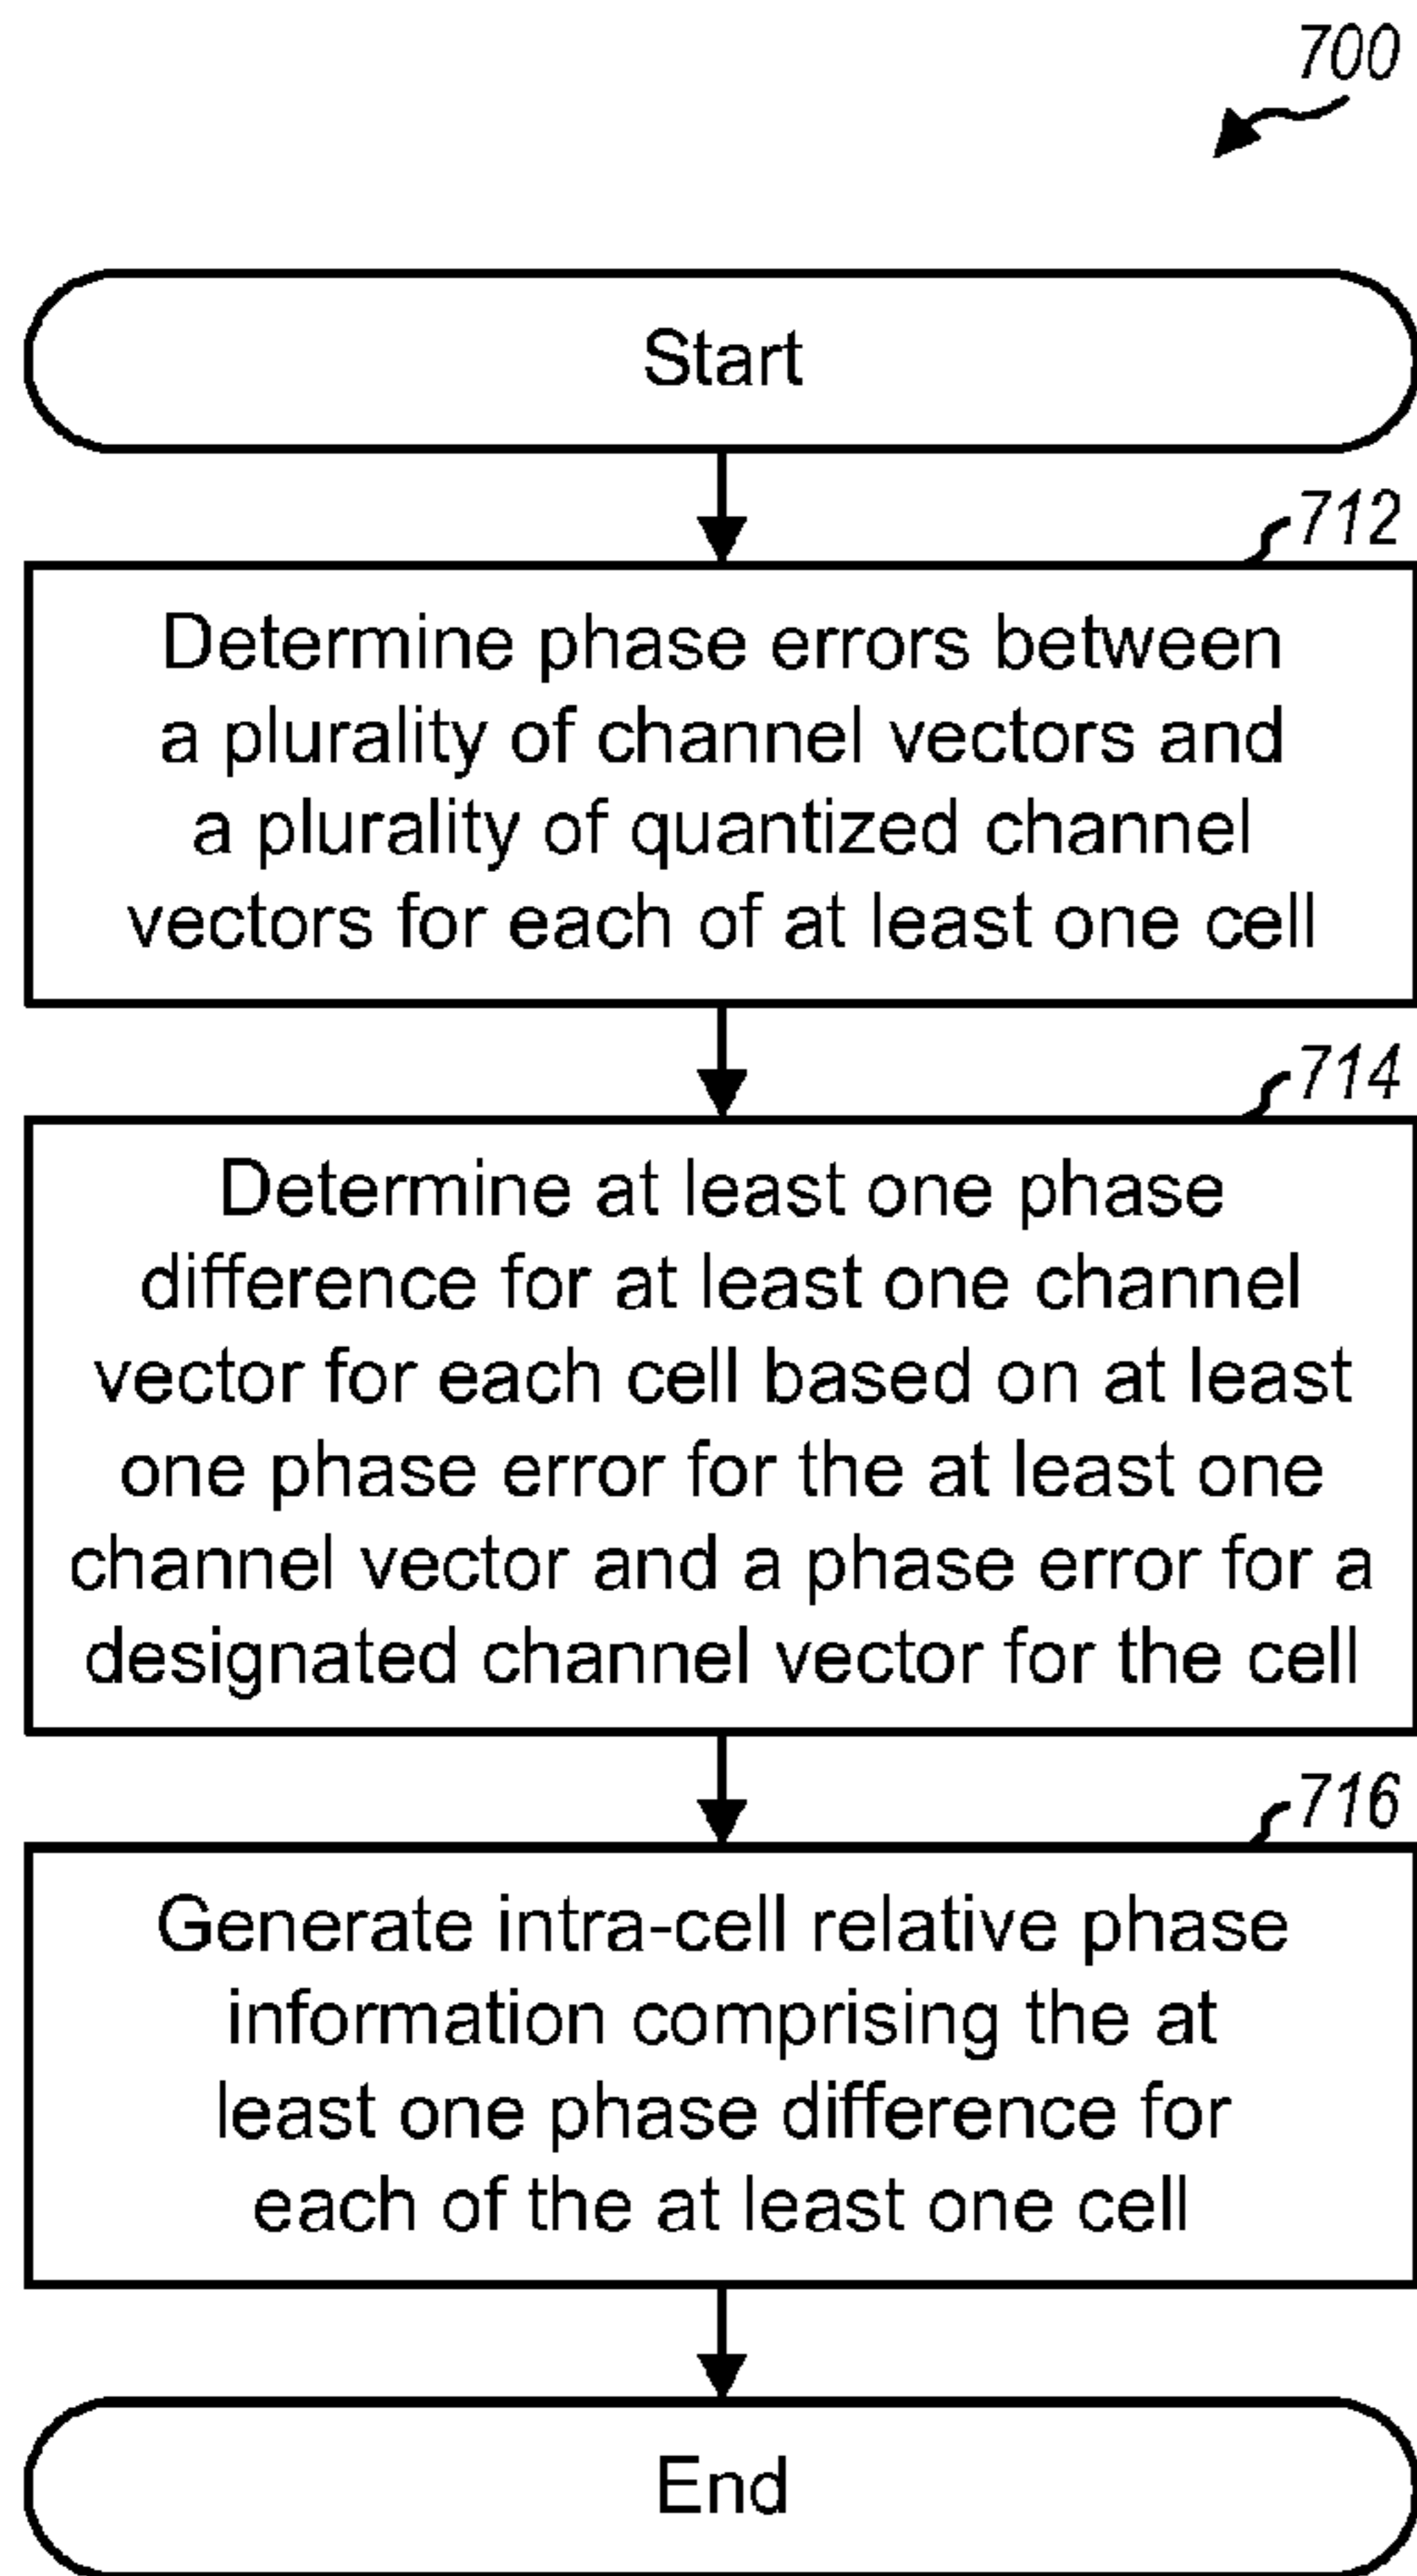 700
Start
712
Determine phase errors between
a plurality of channel vectors and
a plurality of quantized channel
vectors for each of at least one cell
714
Determine at least one phase
difference for at least one channel
vector for each cell based on at least
one phase error for the at least one
channel vector and a phase error for a
designated channel vector for the cell
716
Generate intra-cell relative phase
information comprising the at
least one phase difference for
each of the at least one cell
End